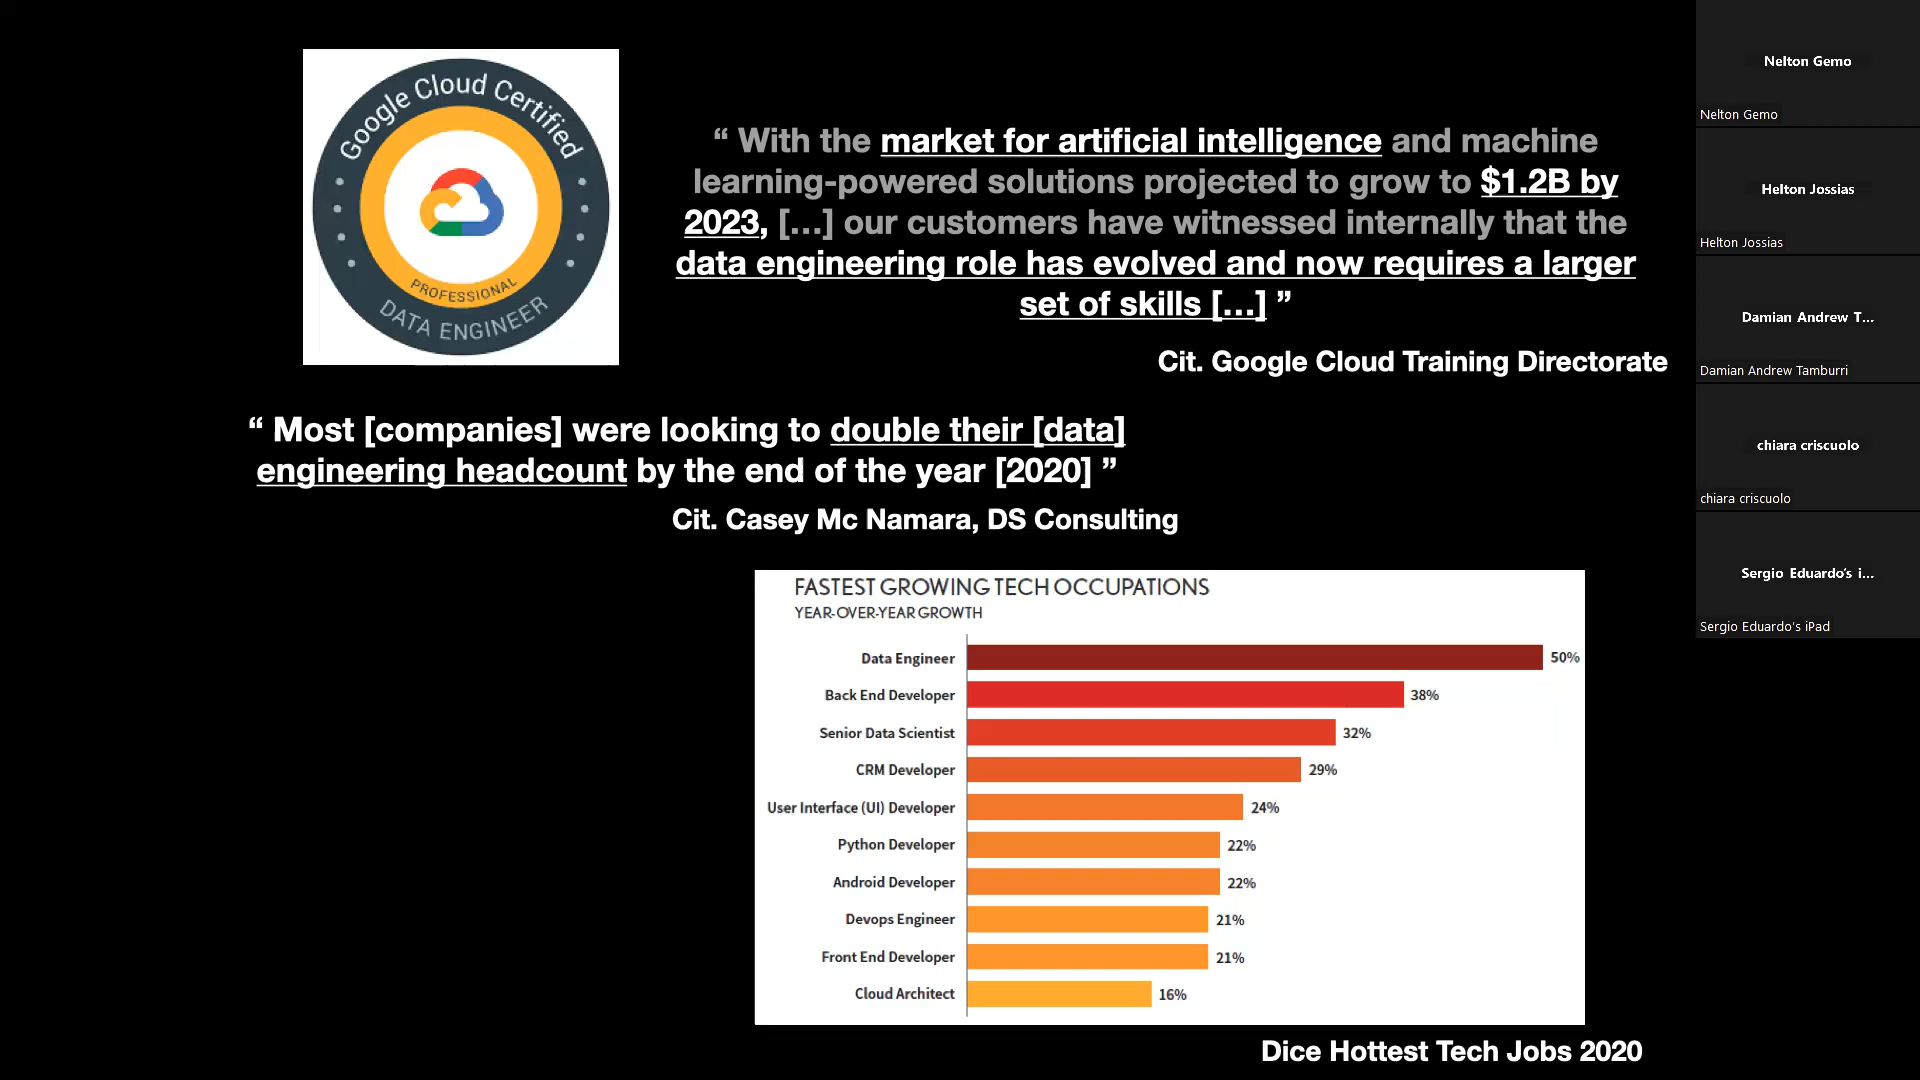 Google Cloud Certified
PROFESSIONAL
DATA ENGINEER
“ With the market for artificial intelligence and machine
learning-powered solutions projected to grow to $1.2B by
2023, [...] our customers have witnessed internally that the
data engineering role has evolved and now requires a larger
set of skills [...] ”
Cit. Google Cloud Training Directorate
“ Most [companies] were looking to double their [data]
engineering headcount by the end of the year [2020] ”
Cit. Casey Mc Namara, DS Consulting
FASTEST GROWING TECH OCCUPATIONS
YEAR-OVER-YEAR GROWTH
Data Engineer 50%
Back End Developer 38%
Senior Data Scientist 32%
CRM Developer 29%
User Interface (UI) Developer 24%
Python Developer 22%
Android Developer 22%
Devops Engineer 21%
Front End Developer 21%
Cloud Architect 16%
Dice Hottest Tech Jobs 2020
Nelton Gemo
Nelton Gemo
Helton Jossias
Helton Jossias
Damian Andrew T...
Damian Andrew Tamburri
chiara criscuolo
chiara criscuolo
Sergio Eduardo's i...
Sergio Eduardo's iPad